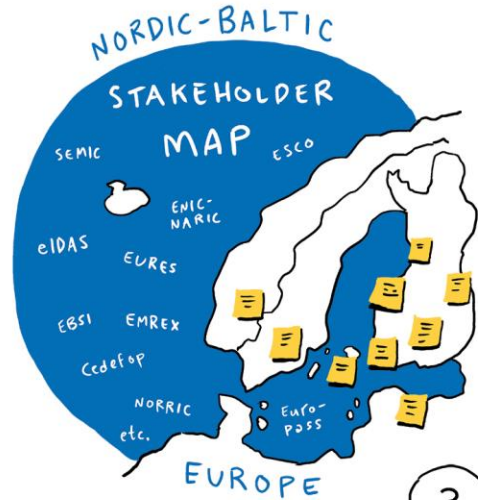 NORDIC-BALTIC
STAKEHOLDER
MAP
SEMIC
ESCO
ENIC-
NARIC
eIDAS
EURES
EBSI
EMREX
Cedefop
NORRIC
Euro-
pass
etc.
EUROPE